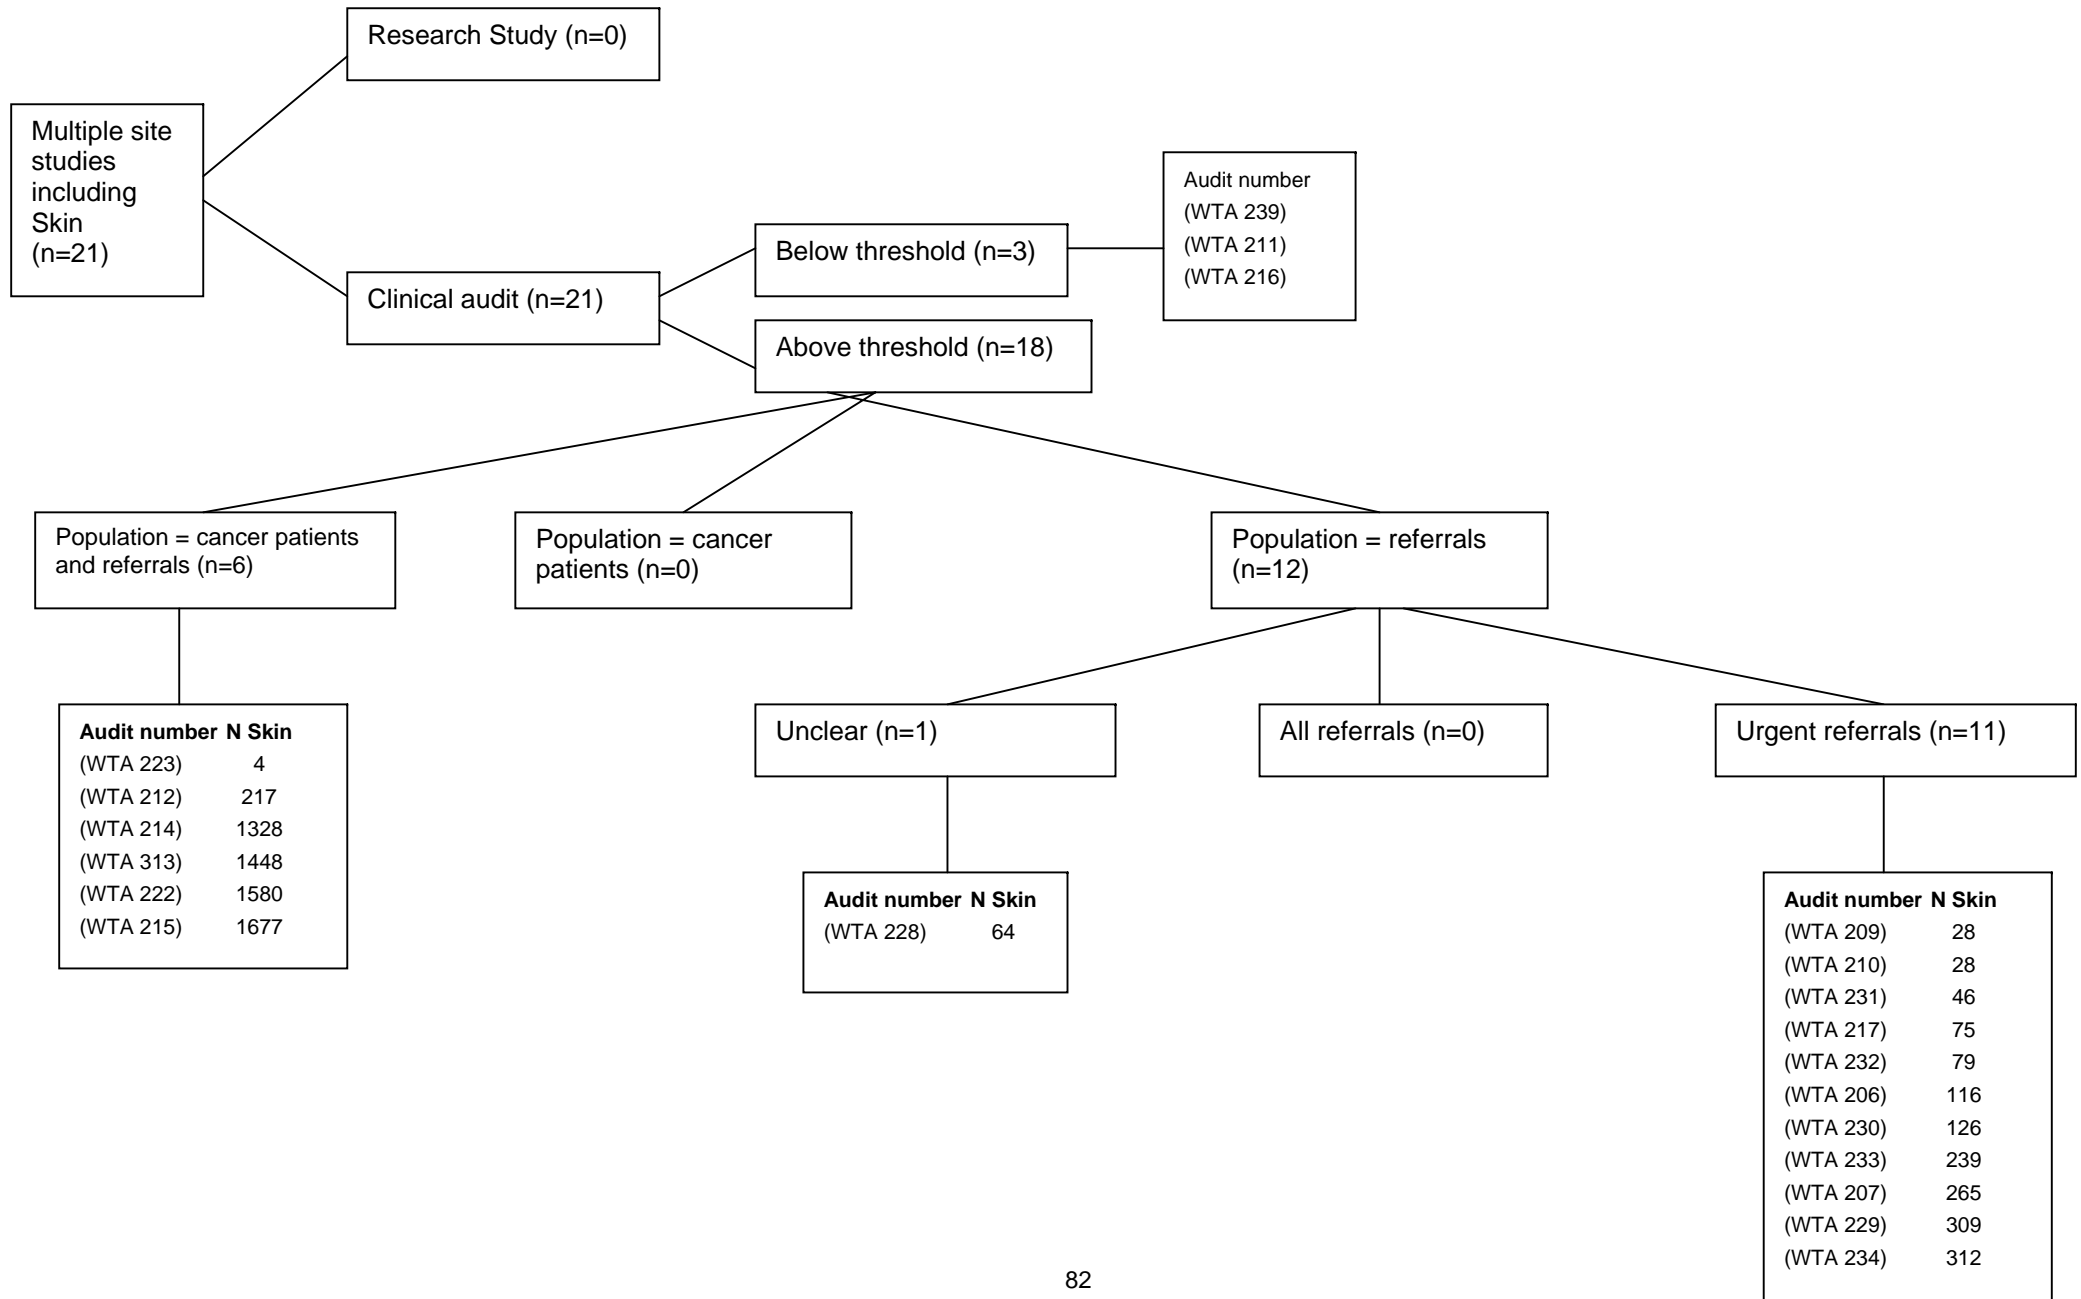 Research Study (n=0)
Multiple site
studies
including
Skin
(n=21)
Clinical audit (n=21)
Below threshold (n=3)
Audit number
(WTA 239)
(WTA 211)
(WTA 216)
Above threshold (n=18)
Population = cancer patients
and referrals (n=6)
Population = cancer
patients (n=0)
Population = referrals
(n=12)
Audit number N Skin
(WTA 223) 4
(WTA 212) 217
(WTA 214) 1328
(WTA 313) 1448
(WTA 222) 1580
(WTA 215) 1677
Unclear (n=1)
All referrals (n=0)
Urgent referrals (n=11)
Audit number N Skin
(WTA 228) 64
Audit number N Skin
(WTA 209) 28
(WTA 210) 28
(WTA 231) 46
(WTA 217) 75
(WTA 232) 79
(WTA 206) 116
(WTA 230) 126
(WTA 233) 239
(WTA 207) 265
(WTA 229) 309
(WTA 234) 312
82